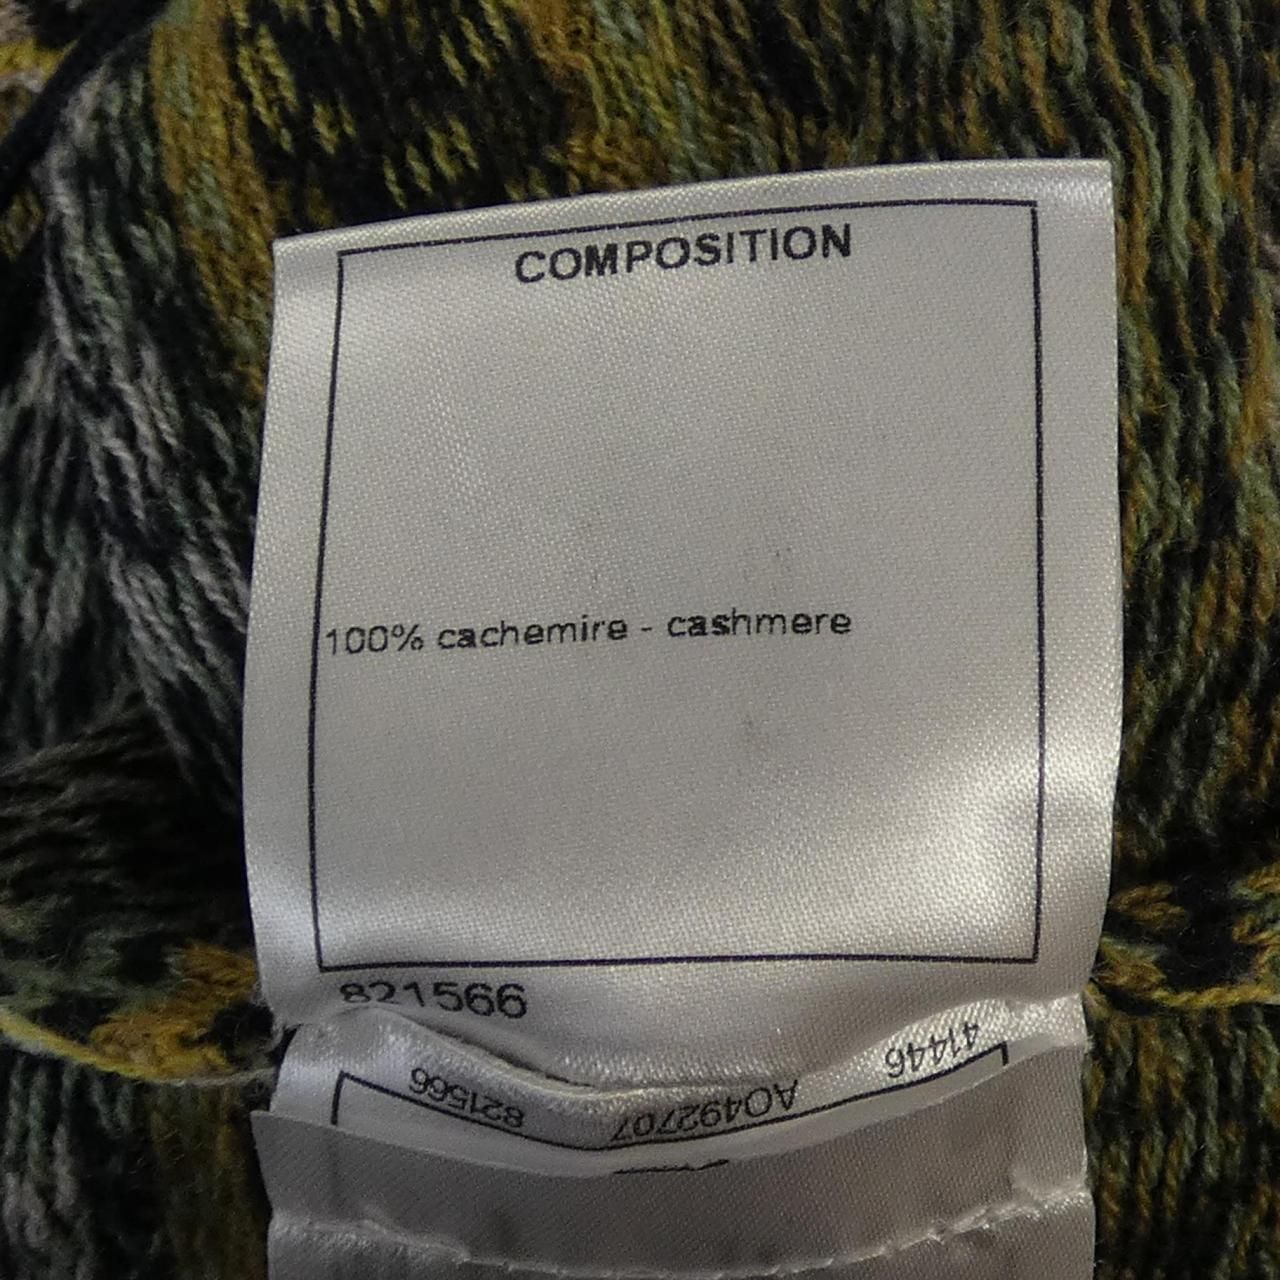 COMPOSITION
100% cachemire - cashmere
821566
41446
AO492707
821566